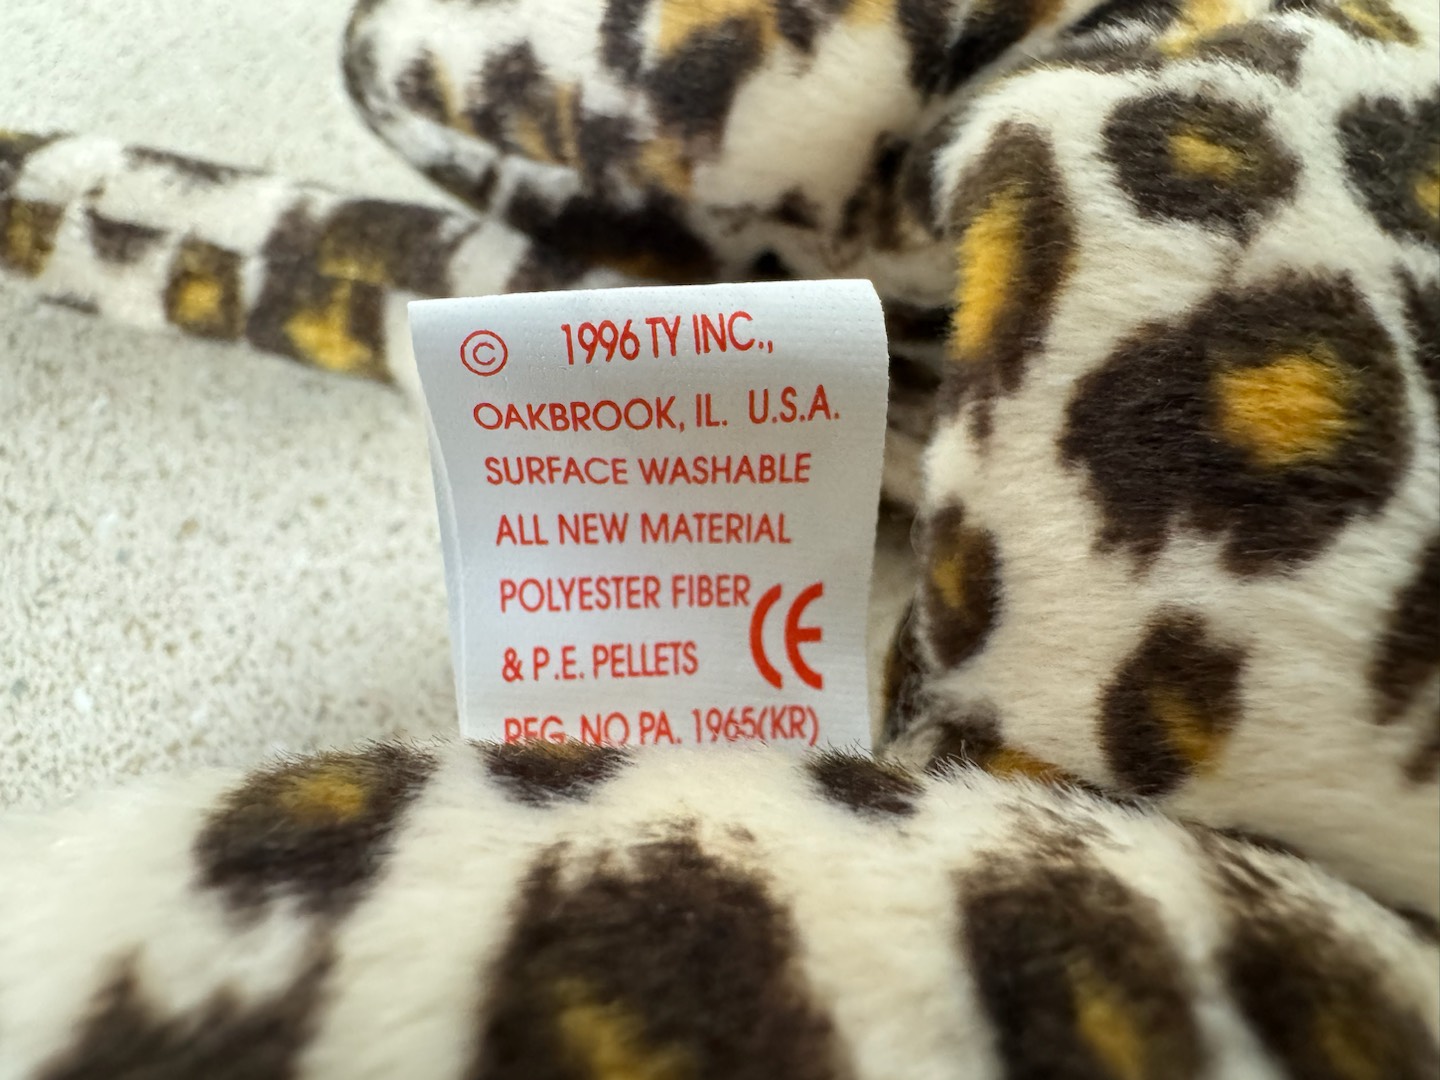 © 1996 TY INC.,
OAKBROOK, IL. U.S.A.
SURFACE WASHABLE
ALL NEW MATERIAL
POLYESTER FIBER
& P.E. PELLETS CE
REG. NO PA. 1965(KR)